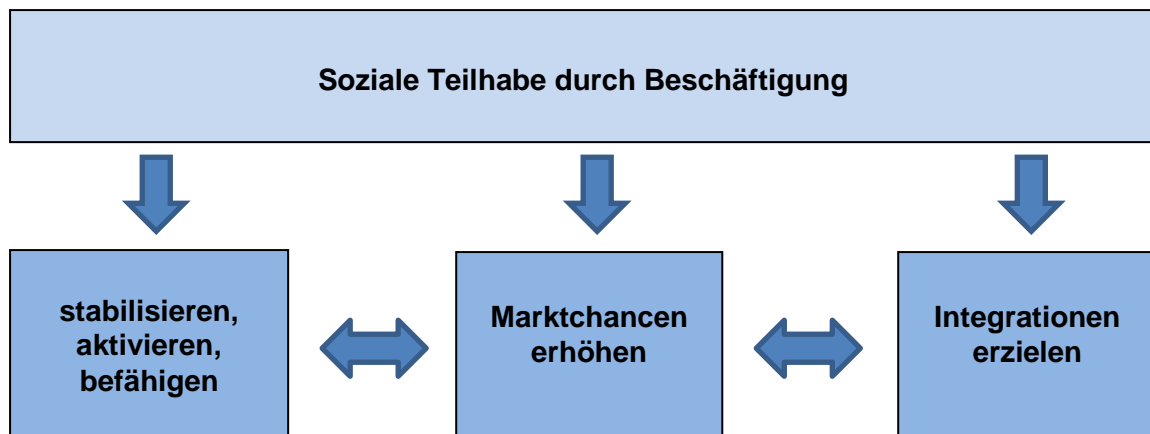 Soziale Teilhabe durch Beschäftigung
stabilisieren,
aktivieren,
befähigen
Marktchancen
erhöhen
Integrationen
erzielen